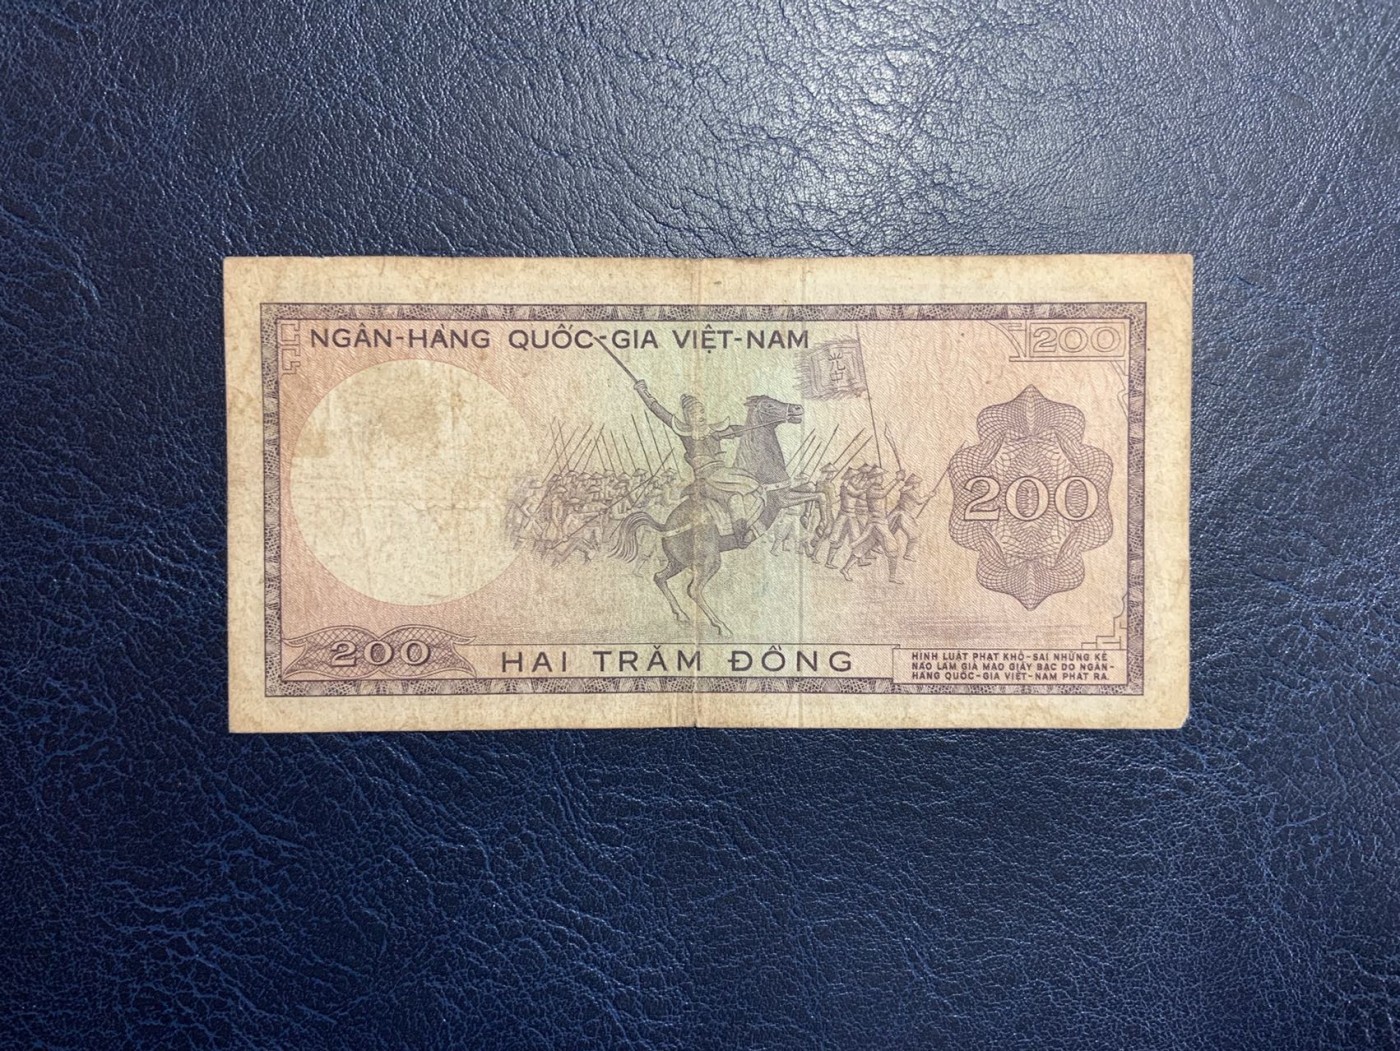 NGÂN-HÀNG QUỐC-GIA VIỆT-NAM
200
200
200
HAI TRĂM ĐỒNG
HÌNH LUẬT PHẠT KHỔ-SAI NHỮNG KẺ
NÀO LÀM GIẢ MẠO GIẤY BẠC DO NGÂN-
HÀNG QUỐC-GIA VIỆT-NAM PHÁT RA.